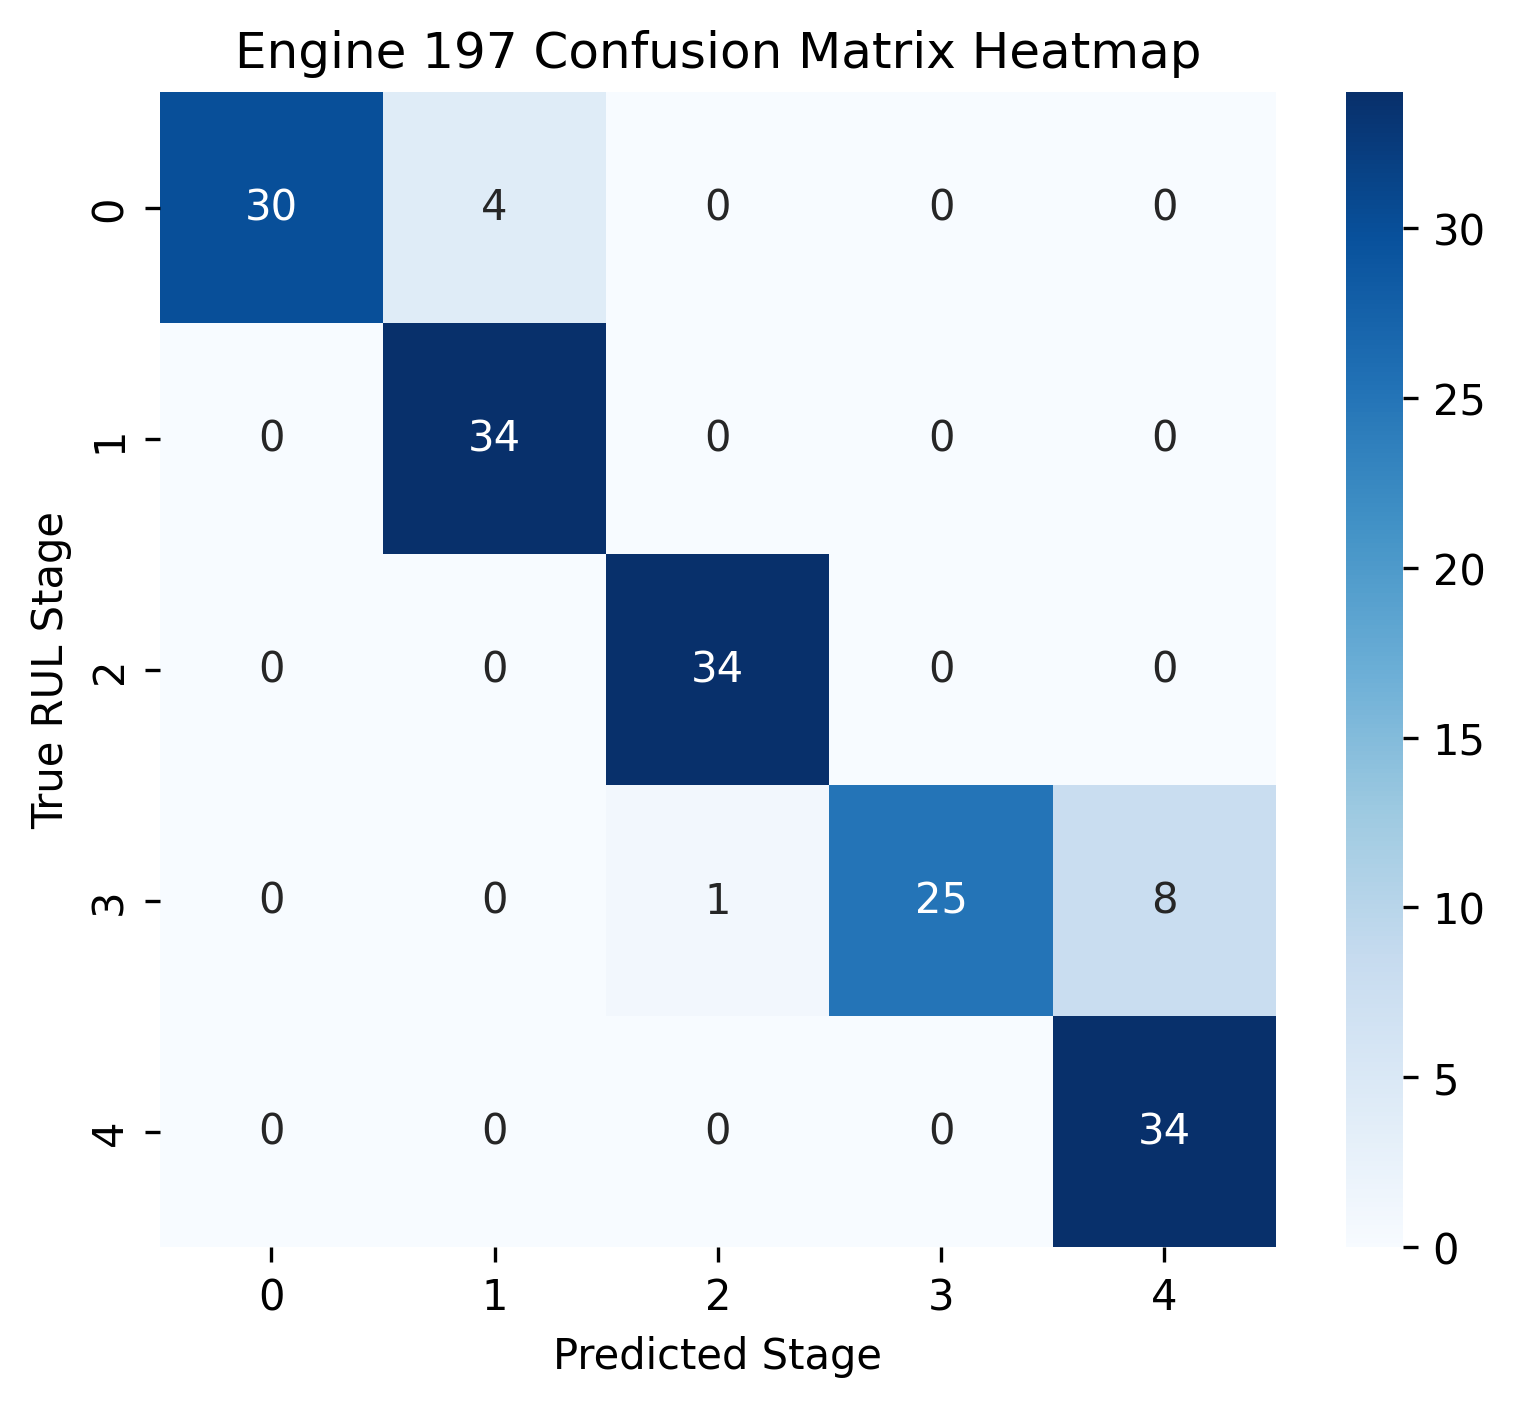 Engine 197 Confusion Matrix Heatmap
True RUL Stage
0 30 4 0 0 0
1 0 34 0 0 0
2 0 0 34 0 0
3 0 0 1 25 8
4 0 0 0 0 34
0 1 2 3 4
Predicted Stage
30
25
20
15
10
5
0